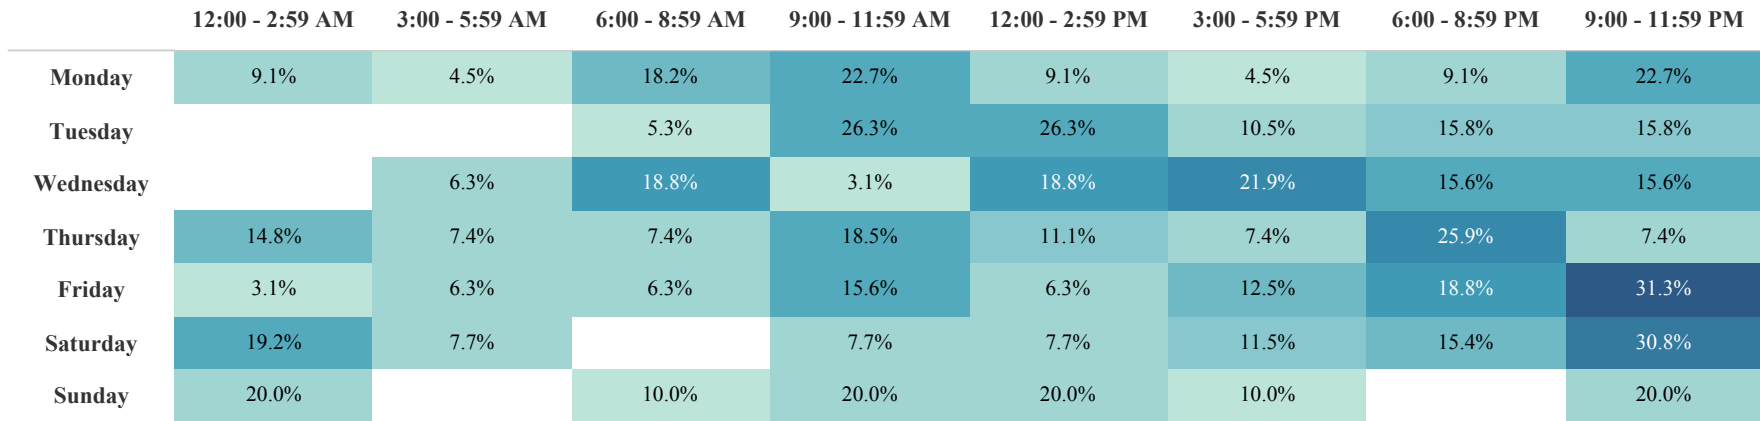 12:00 - 2:59 AM 3:00 - 5:59 AM 6:00 - 8:59 AM 9:00 - 11:59 AM 12:00 - 2:59 PM 3:00 - 5:59 PM 6:00 - 8:59 PM 9:00 - 11:59 PM
Monday 9.1% 4.5% 18.2% 22.7% 9.1% 4.5% 9.1% 22.7%
Tuesday 5.3% 26.3% 26.3% 10.5% 15.8% 15.8%
Wednesday 6.3% 18.8% 3.1% 18.8% 21.9% 15.6% 15.6%
Thursday 14.8% 7.4% 7.4% 18.5% 11.1% 7.4% 25.9% 7.4%
Friday 3.1% 6.3% 6.3% 15.6% 6.3% 12.5% 18.8% 31.3%
Saturday 19.2% 7.7% 7.7% 7.7% 11.5% 15.4% 30.8%
Sunday 20.0% 10.0% 20.0% 20.0% 10.0% 20.0%